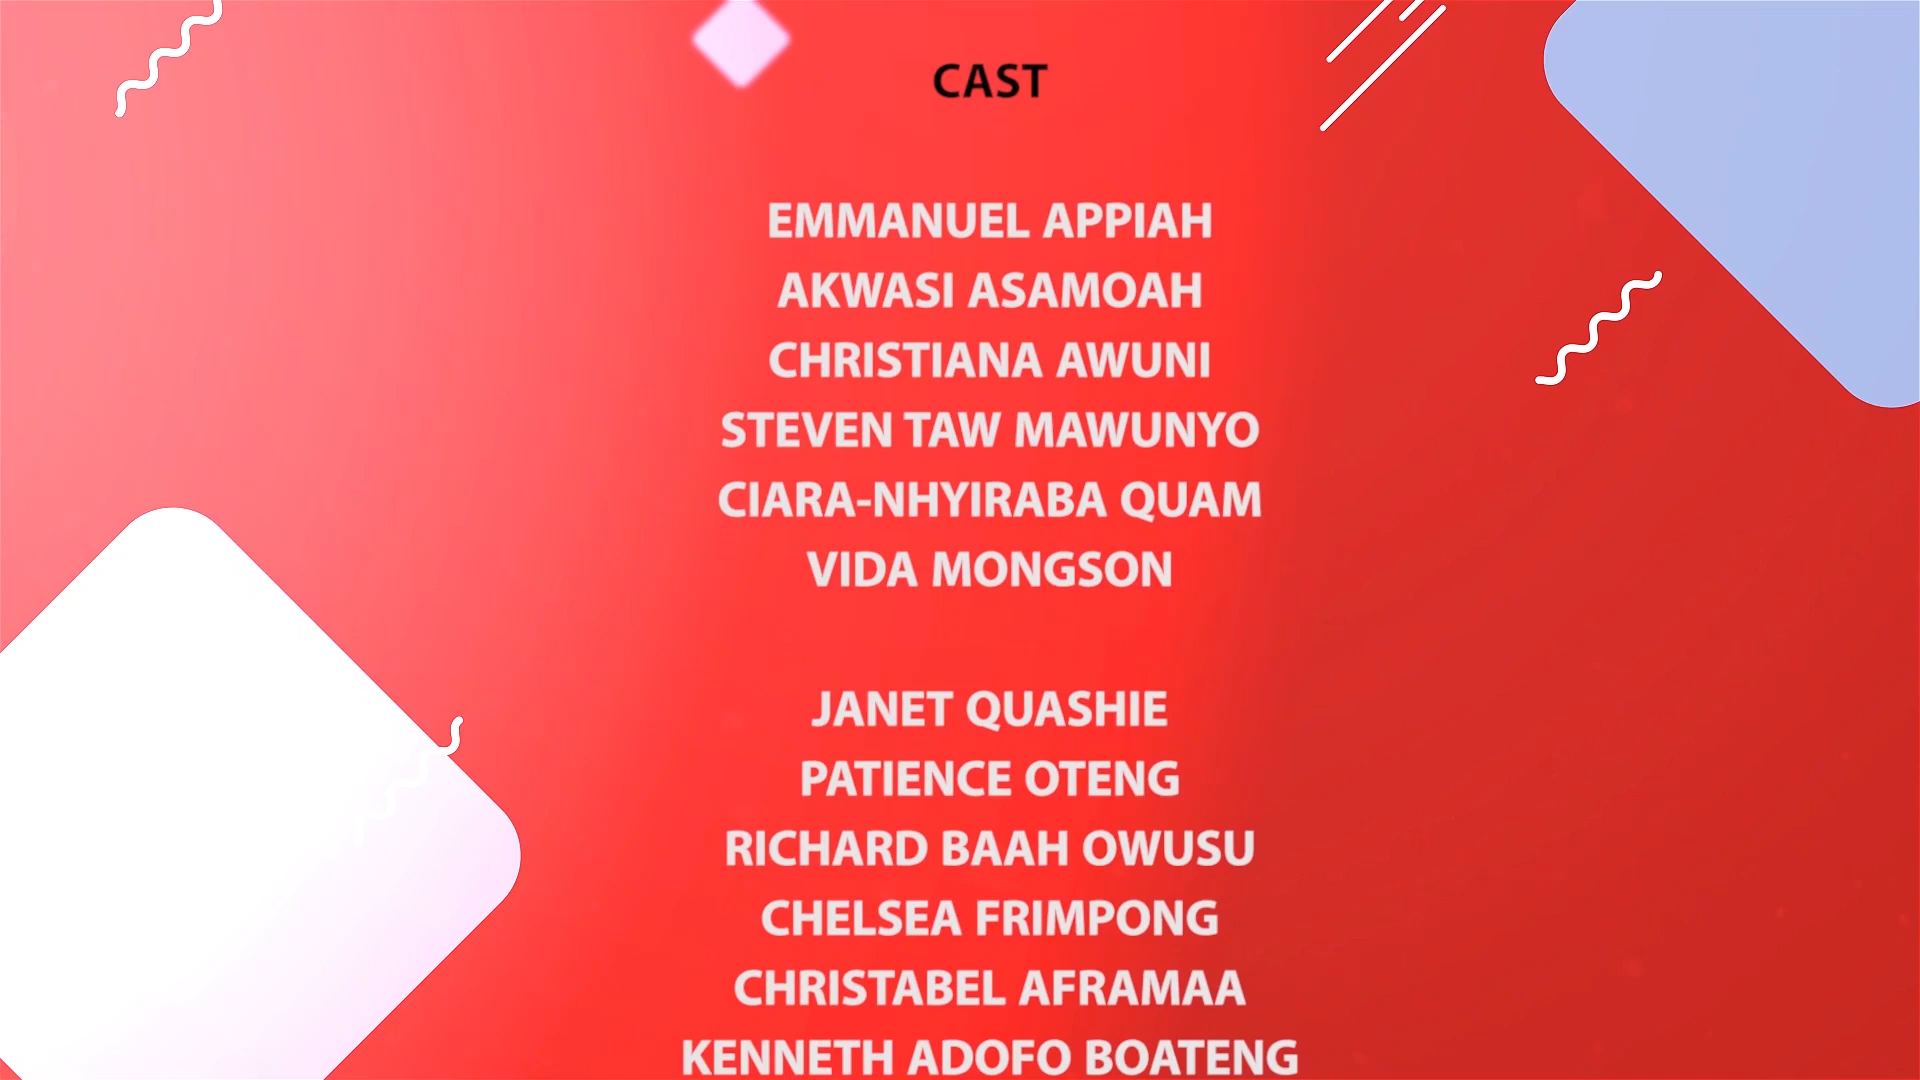 CAST
EMMANUEL APPIAH
AKWASI ASAMOAH
CHRISTIANA AWUNI
STEVEN TAW MAWUNYO
CIARA-NHYIRABA QUAM
VIDA MONGSON
JANET QUASHIE
PATIENCE OTENG
RICHARD BAAH OWUSU
CHELSEA FRIMPONG
CHRISTABEL AFRAMAA
KENNETH ADOFO BOATENG